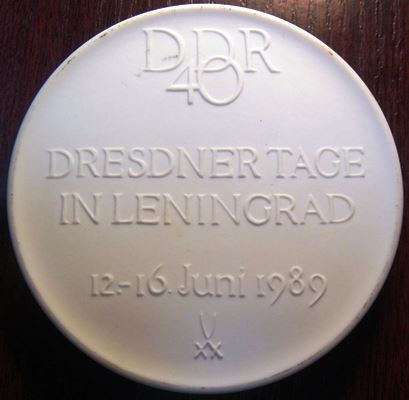 DDR
40
DRESDNER TAGE
IN LENINGRAD
12.-16. Juni 1989